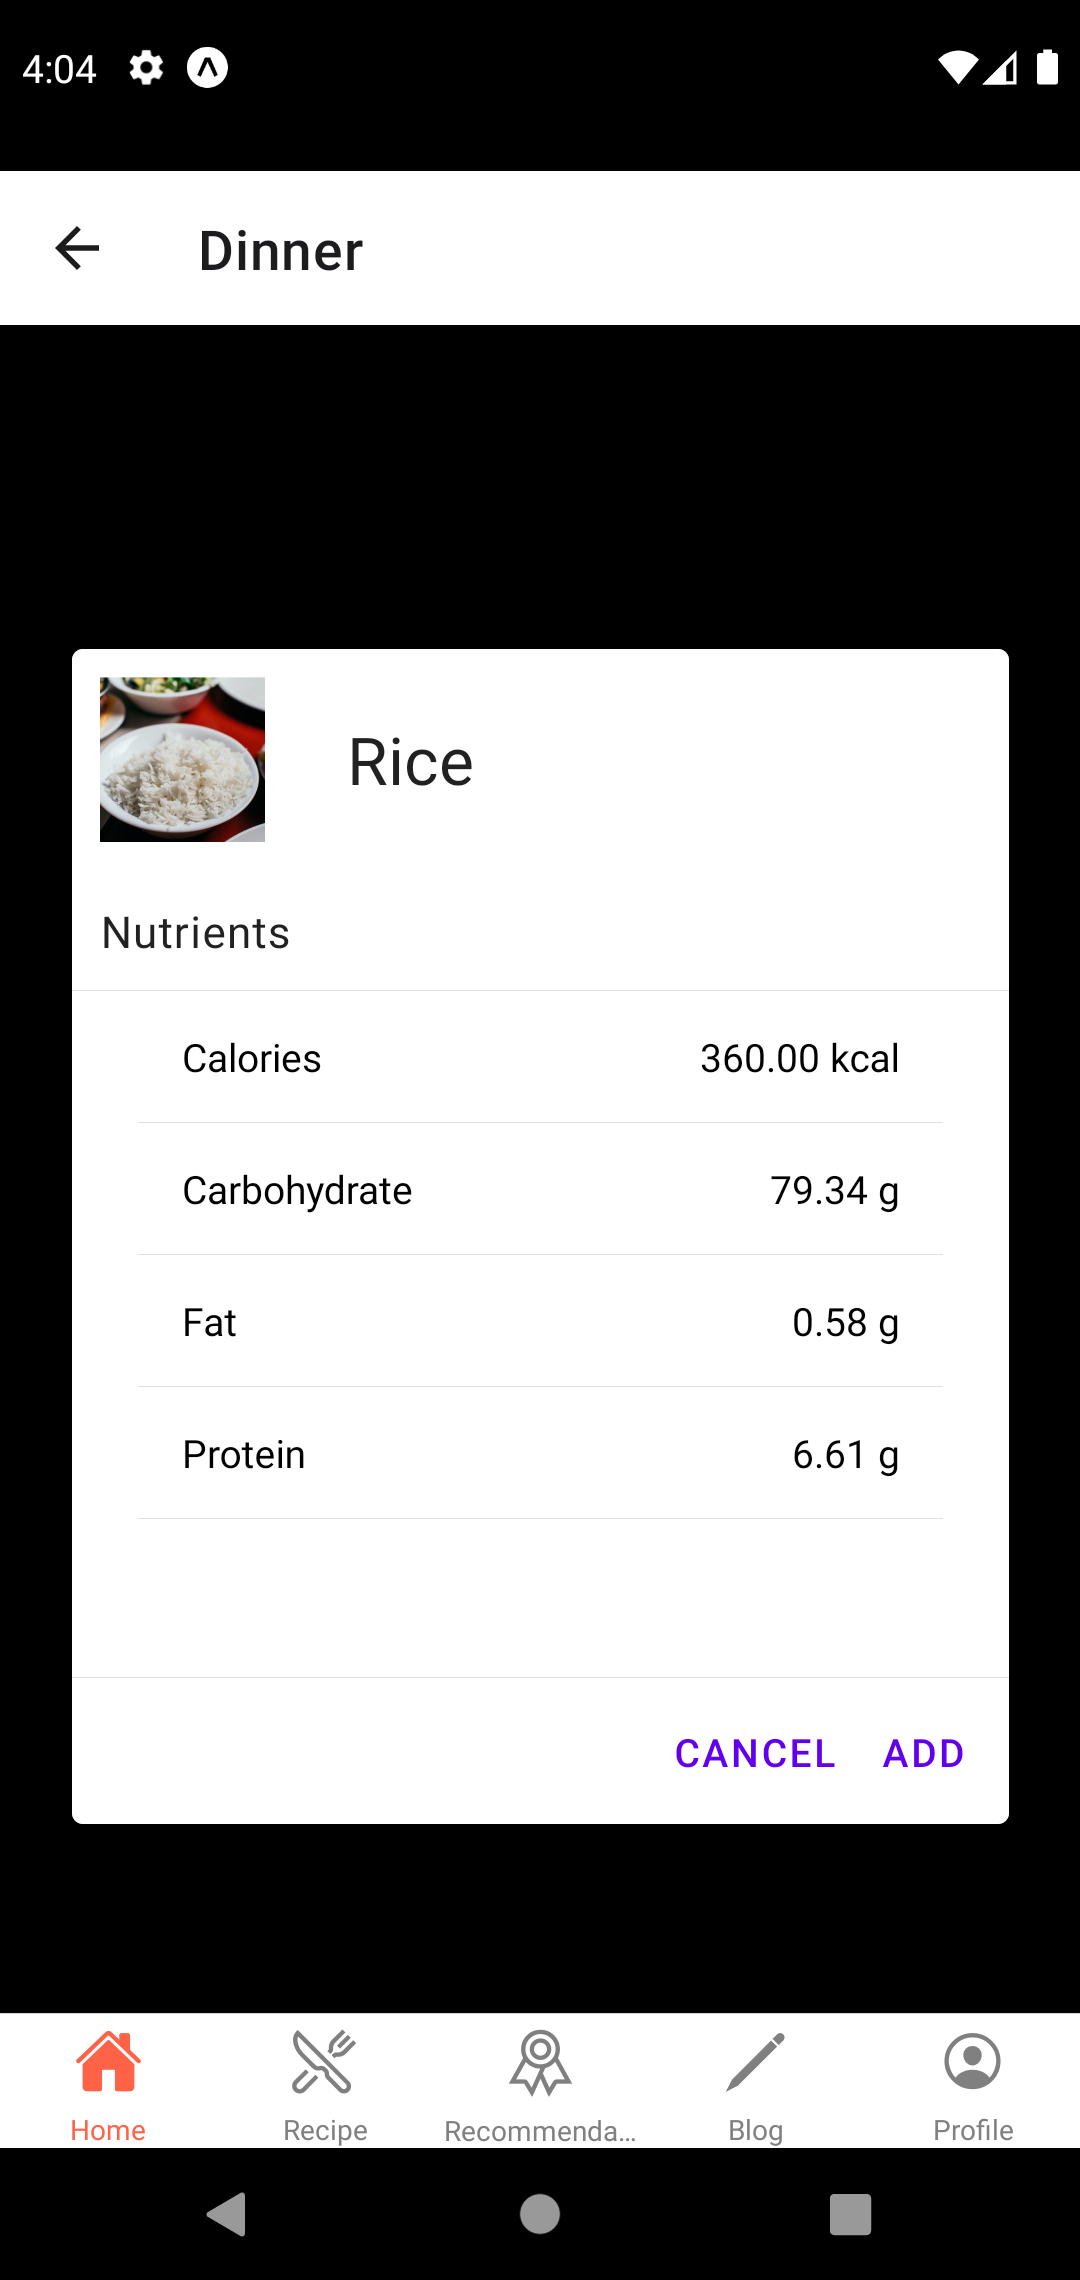 4:04
Dinner
Rice
Nutrients
Calories 360.00 kcal
Carbohydrate 79.34 g
Fat 0.58 g
Protein 6.61 g
CANCEL ADD
Home Recipe Recommenda... Blog Profile